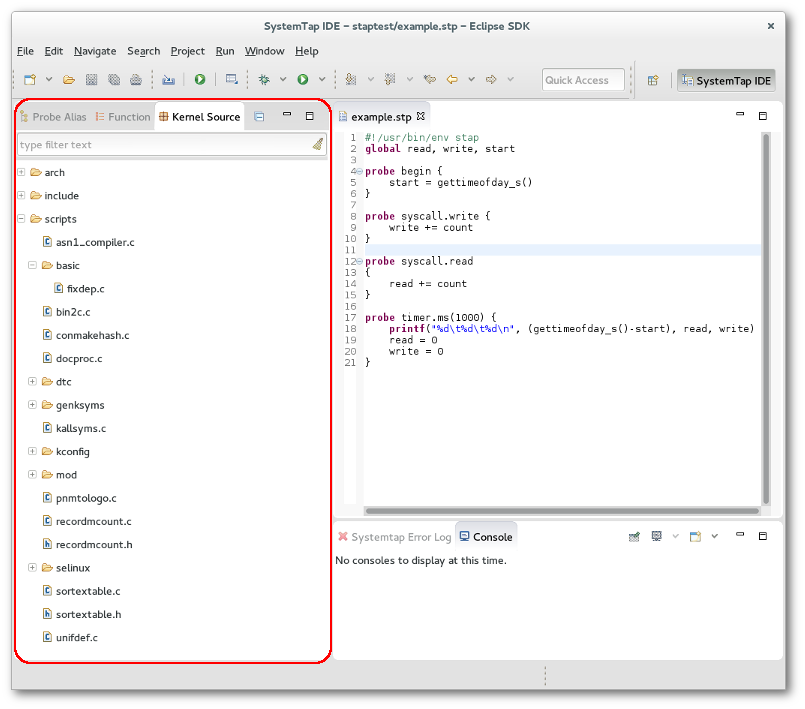 SystemTap IDE – staptest/example.stp – Eclipse SDK
File Edit Navigate Search Project Run Window Help
Quick Access
SystemTap IDE
Probe Alias Function Kernel Source
type filter text
arch
include
scripts
asn1_compiler.c
basic
fixdep.c
bin2c.c
conmakehash.c
docproc.c
dtc
genksyms
kallsyms.c
kconfig
mod
pnmtologo.c
recordmcount.c
recordmcount.h
selinux
sortextable.c
sortextable.h
unifdef.c
example.stp
1 #!/usr/bin/env stap
2 global read, write, start
3
4 probe begin {
5     start = gettimeofday_s()
6 }
7
8 probe syscall.write {
9     write += count
10 }
11
12 probe syscall.read
13 {
14     read += count
15 }
16
17 probe timer.ms(1000) {
18     printf("%d\t%d\t%d\n", (gettimeofday_s()-start), read, write)
19     read = 0
20     write = 0
21 }
Systemtap Error Log Console
No consoles to display at this time.